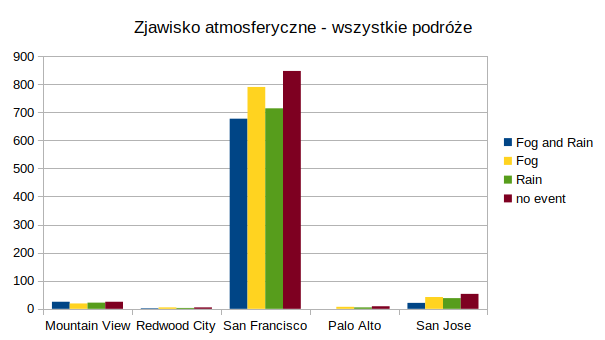 Zjawisko atmosferyczne - wszystkie podróże
900
800
700
600
500
400
300
200
100
0
Mountain View Redwood City San Francisco Palo Alto San Jose
Fog and Rain
Fog
Rain
no event